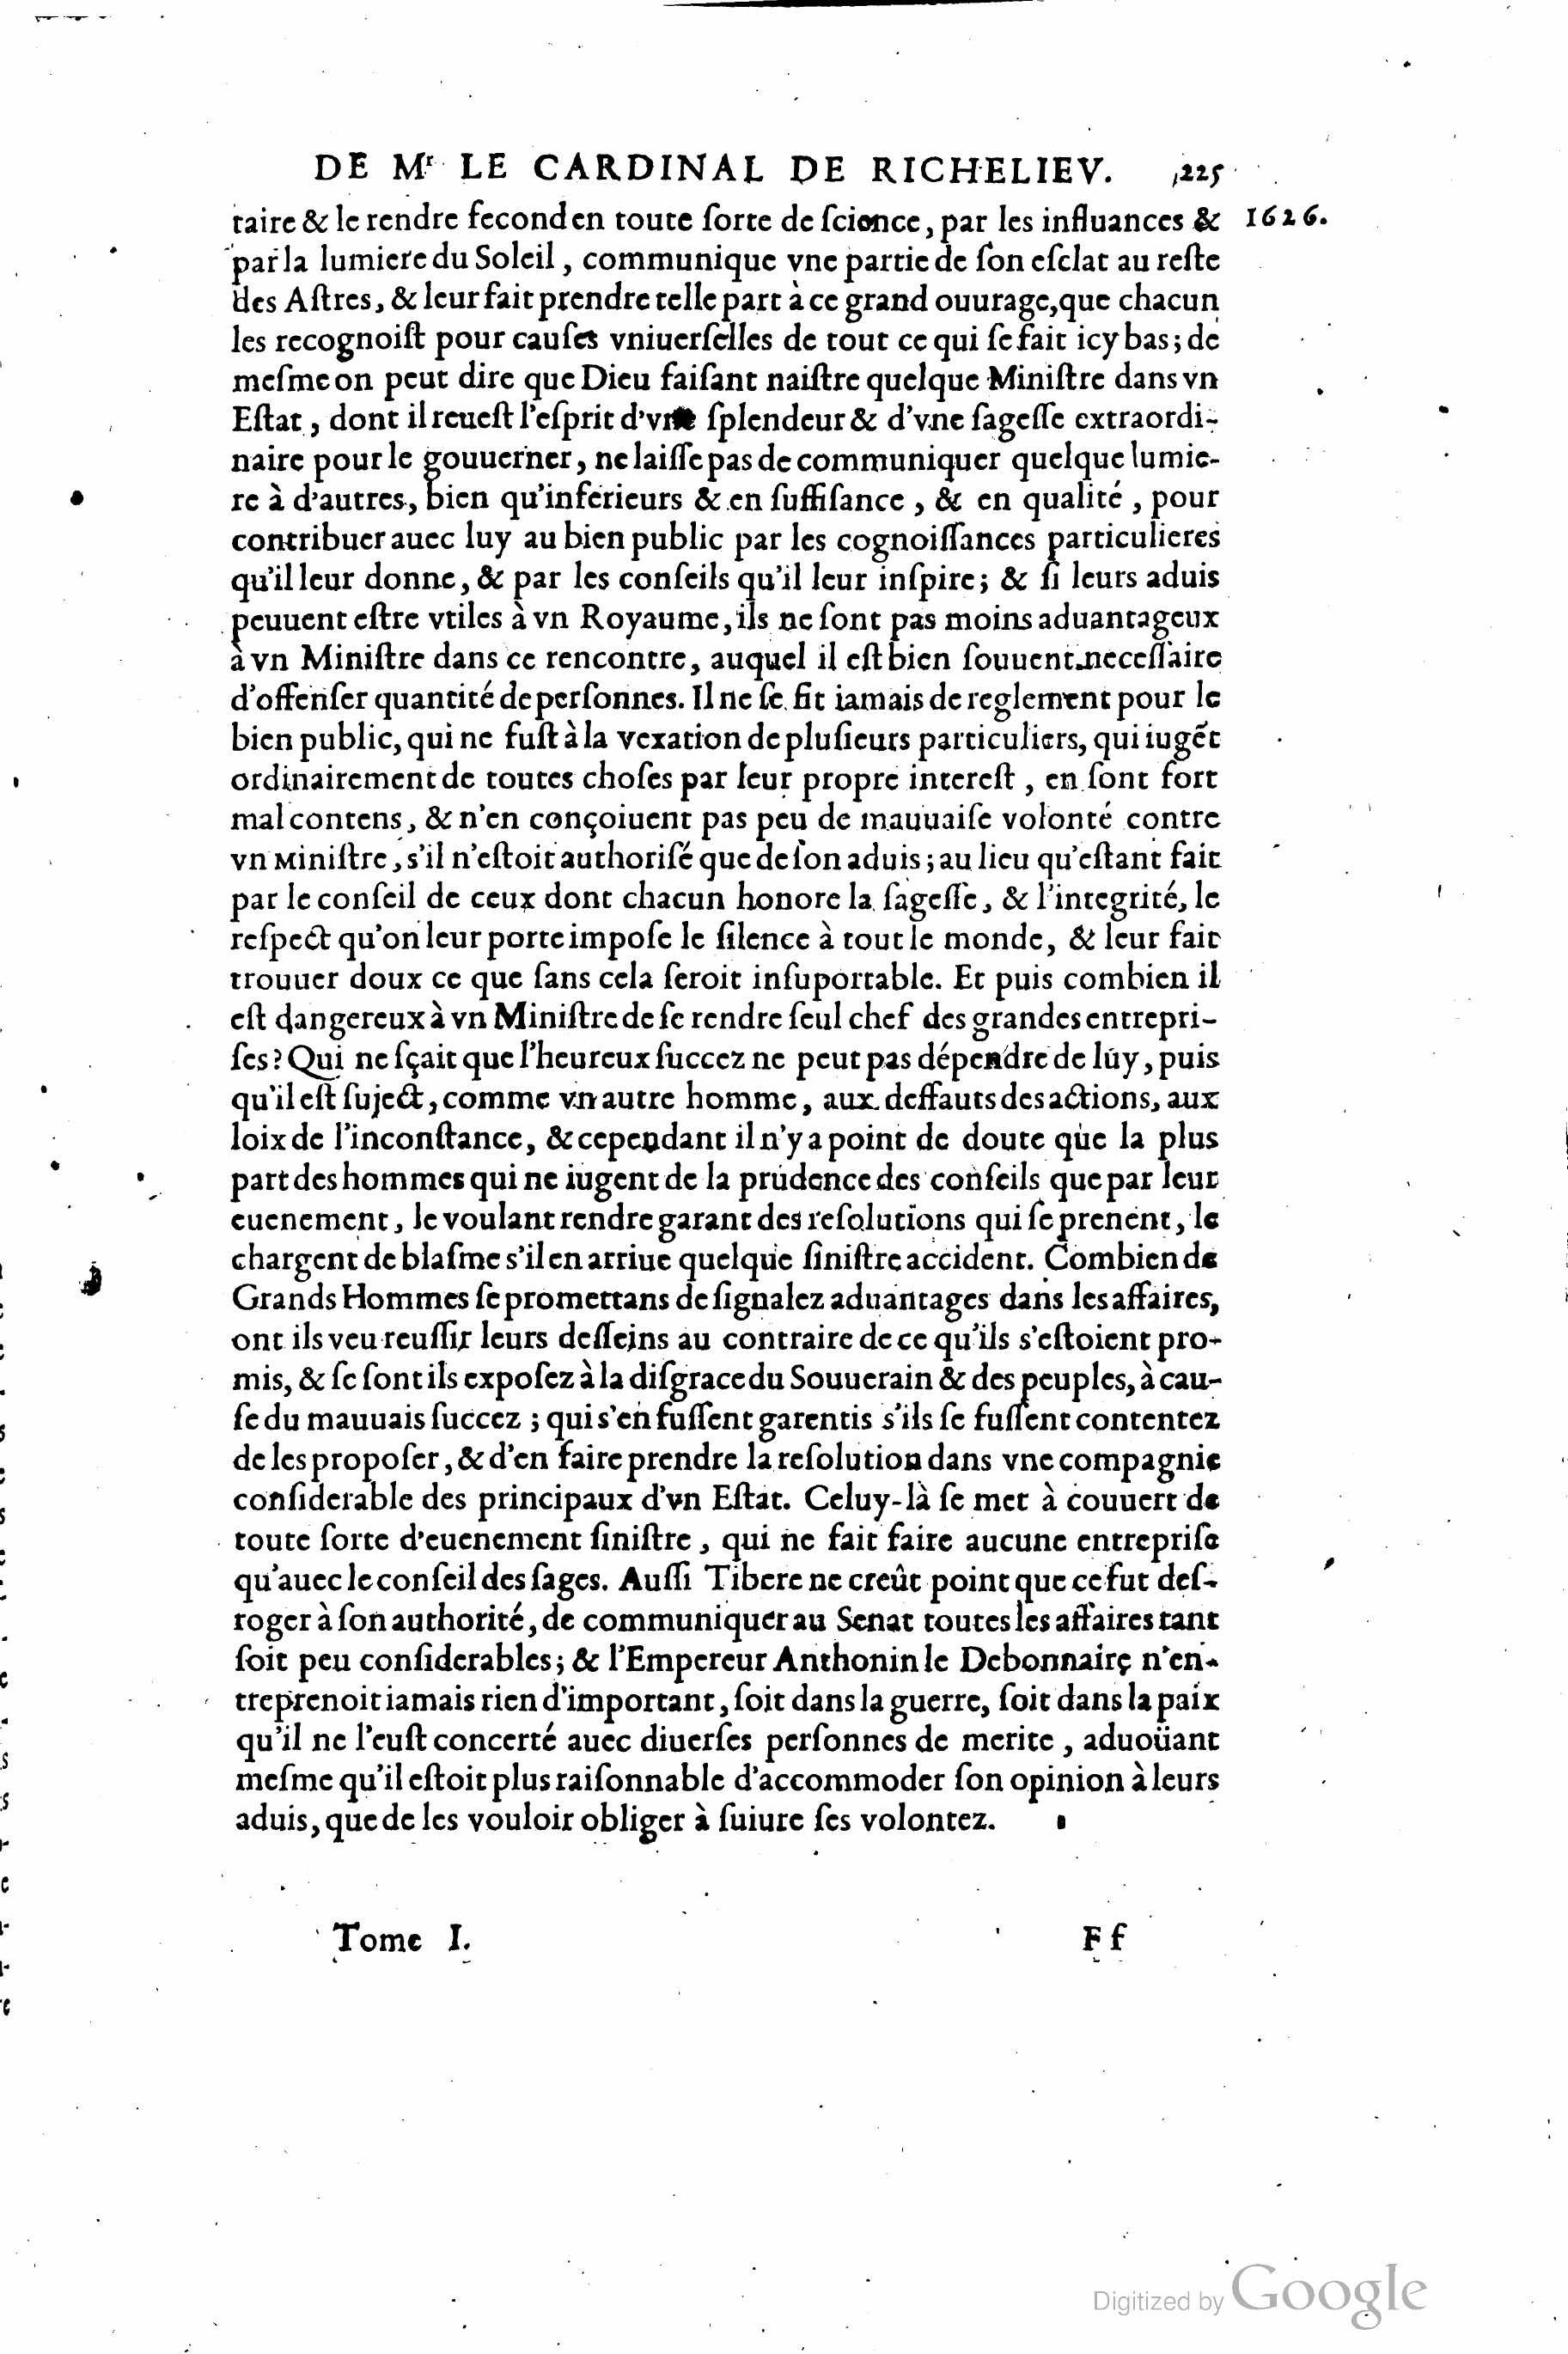 DE Mr LE CARDINAL DE RICHELIEV. 225
taire & le rendre fecond en toute ſorte de ſcience, par les influances & 1626.
par la lumiere du Soleil, communique vne partie de ſon eſclat au reſte
des Aſtres, & leur fait prendre telle part à ce grand ouurage, que chacun
les recognoiſt pour cauſes vniuerſelles de tout ce qui ſe fait icy bas; de
meſme on peut dire que Dieu faiſant naiſtre quelque Miniſtre dans vn
Eſtat, dont il reueſt l'eſprit d'vne ſplendeur & d'vne ſageſſe extraordi-
naire pour le gouuerner, ne laiſſe pas de communiquer quelque lumie-
re à d'autres, bien qu'inferieurs & en ſuffiſance, & en qualité, pour
contribuer auec luy au bien public par les cognoiſſances particulieres
qu'il leur donne, & par les conſeils qu'il leur inſpire; & ſi leurs aduis
peuuent eſtre vtiles à vn Royaume, ils ne ſont pas moins aduantageux
à vn Miniſtre dans ce rencontre, auquel il eſt bien ſouuent neceſſaire
d'offenſer quantité de perſonnes. Il ne ſe fit iamais de reglement pour le
bien public, qui ne fuſt à la vexation de pluſieurs particuliers, qui iugẽt
ordinairement de toutes choſes par leur propre intereſt, en ſont fort
mal contens, & n'en conçoiuent pas peu de mauuaiſe volonté contre
vn Miniſtre, s'il n'eſtoit authoriſé que de ſon aduis; au lieu qu'eſtant fait
par le conſeil de ceux dont chacun honore la ſageſſe, & l'integrité, le
reſpect qu'on leur porte impoſe le ſilence à tout le monde, & leur fait
trouuer doux ce que ſans cela ſeroit inſuportable. Et puis combien il
eſt dangereux à vn Miniſtre de ſe rendre ſeul chef des grandes entrepri-
ſes? Qui ne ſçait que l'heureux ſuccez ne peut pas dépendre de luy, puis
qu'il eſt ſuject, comme vn autre homme, aux deffauts des actions, aux
loix de l'inconſtance, & cependant il n'y a point de doute que la plus
part des hommes qui ne iugent de la prudence des conſeils que par leur
euenement, le voulant rendre garant des reſolutions qui ſe prenent, le
chargent de blaſme s'il en arriue quelque ſiniſtre accident. Combien de
Grands Hommes ſe promettans de ſignalez aduantages dans les affaires,
ont ils veu reuſſir leurs deſſeins au contraire de ce qu'ils s'eſtoient pro-
mis, & ſe ſont ils expoſez à la diſgrace du Souuerain & des peuples, à cau-
ſe du mauuais ſuccez; qui s'en fuſſent garentis s'ils ſe fuſſent contentez
de les propoſer, & d'en faire prendre la reſolution dans vne compagnie
conſiderable des principaux d'vn Eſtat. Celuy-là ſe met à couuert de
toute ſorte d'euenement ſiniſtre, qui ne fait faire aucune entrepriſe
qu'auec le conſeil des ſages. Auſſi Tibere ne creût point que ce fut deſ-
roger à ſon authorité, de communiquer au Senat toutes les affaires tant
ſoit peu conſiderables; & l'Empereur Anthonin le Debonnaire n'en-
treprenoit iamais rien d'important, ſoit dans la guerre, ſoit dans la paix
qu'il ne l'euſt concerté auec diuerſes perſonnes de merite, aduoüant
meſme qu'il eſtoit plus raiſonnable d'accommoder ſon opinion à leurs
aduis, que de les vouloir obliger à ſuiure ſes volontez.
Tome I. Ff
Digitized by Google